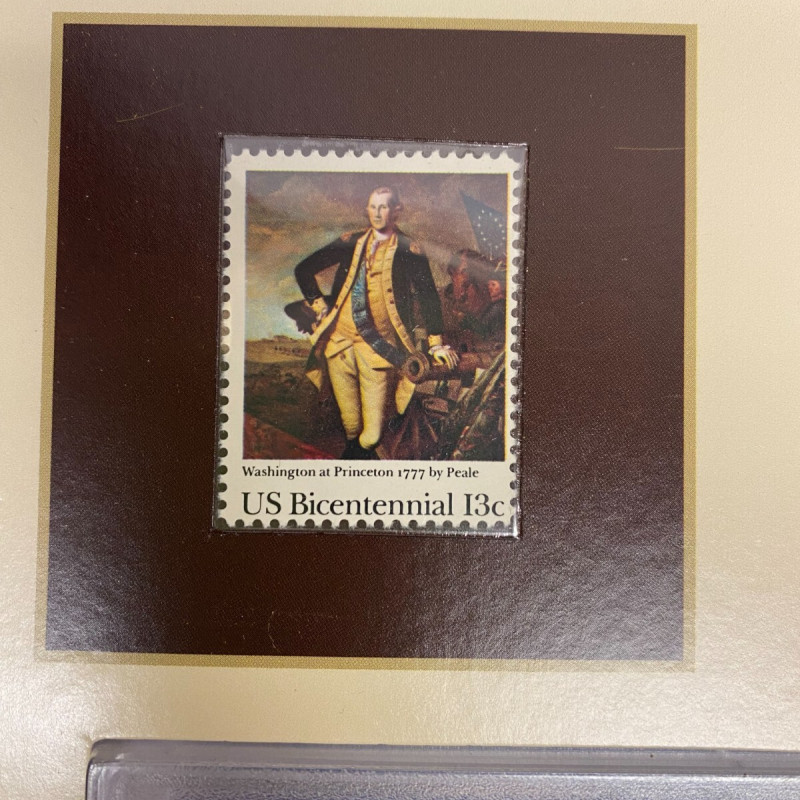 Washington at Princeton 1777 by Peale
US Bicentennial 13c